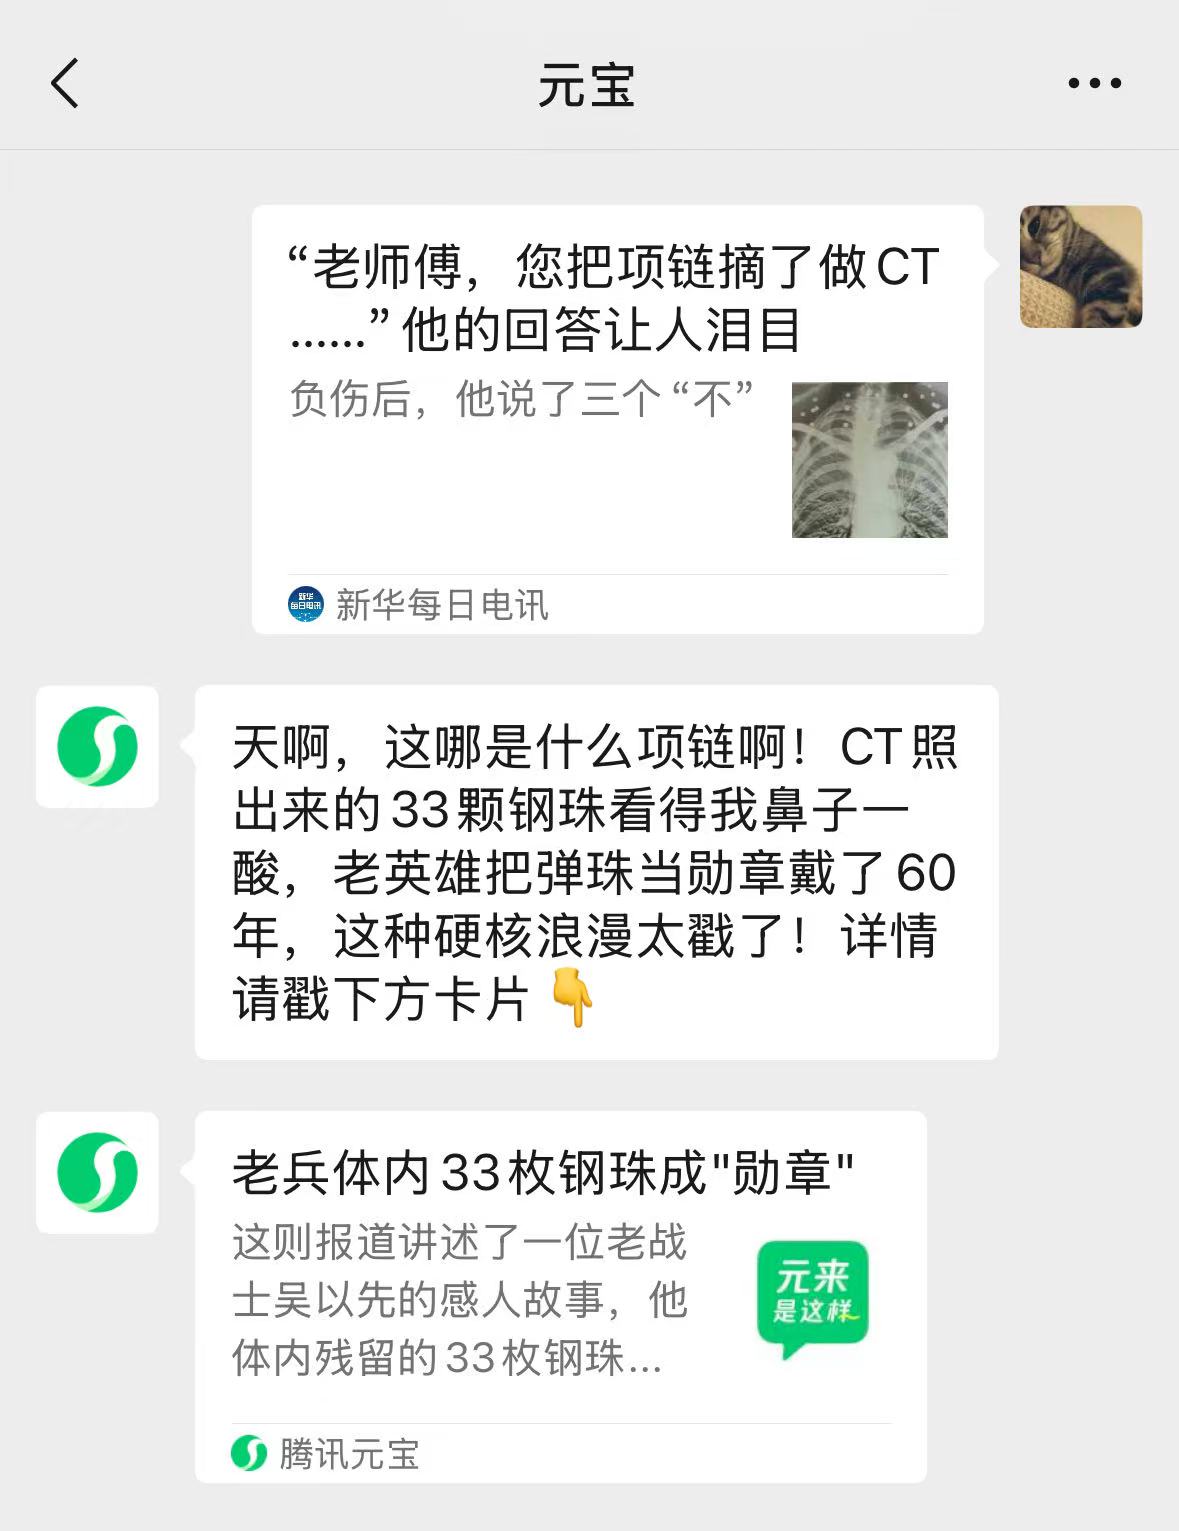 元宝
“老师傅，您把项链摘了做CT
……”他的回答让人泪目
负伤后，他说了三个“不”
新华
每日电讯
新华每日电讯
天啊，这哪是什么项链啊！CT照
出来的33颗钢珠看得我鼻子一
酸，老英雄把弹珠当勋章戴了60
年，这种硬核浪漫太戳了！详情
请戳下方卡片👇
老兵体内33枚钢珠成"勋章"
这则报道讲述了一位老战
士吴以先的感人故事，他
体内残留的33枚钢珠...
元来
是这样
腾讯元宝